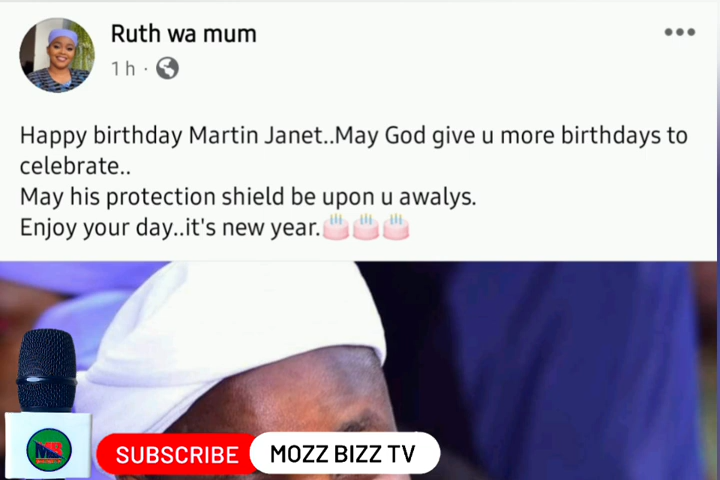 Ruth wa mum
1 h ·
Happy birthday Martin Janet..May God give u more birthdays to
celebrate..
May his protection shield be upon u awalys.
Enjoy your day..it's new year.🎂🎂🎂
SUBSCRIBE
MOZZ BIZZ TV